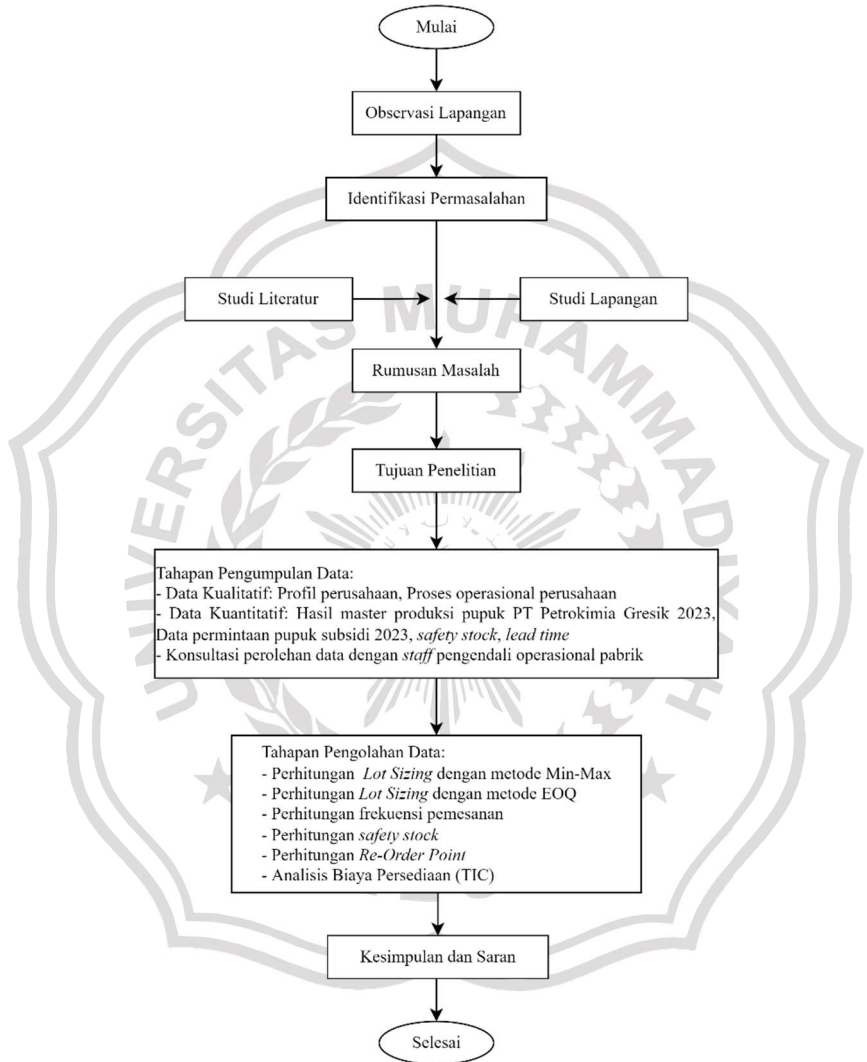 Mulai
Observasi Lapangan
Identifikasi Permasalahan
Studi Literatur
Studi Lapangan
Rumusan Masalah
Tujuan Penelitian
Tahapan Pengumpulan Data:
- Data Kualitatif: Profil perusahaan, Proses operasional perusahaan
- Data Kuantitatif: Hasil master produksi pupuk PT Petrokimia Gresik 2023,
Data permintaan pupuk subsidi 2023, safety stock, lead time
- Konsultasi perolehan data dengan staff pengendali operasional pabrik
Tahapan Pengolahan Data:
- Perhitungan Lot Sizing dengan metode Min-Max
- Perhitungan Lot Sizing dengan metode EOQ
- Perhitungan frekuensi pemesanan
- Perhitungan safety stock
- Perhitungan Re-Order Point
- Analisis Biaya Persediaan (TIC)
Kesimpulan dan Saran
Selesai
UNIVERSITAS MUHAMMADIYAH